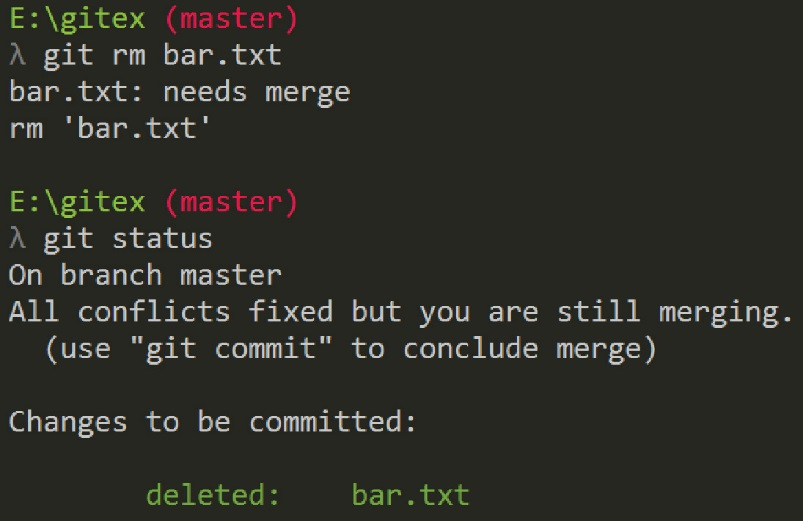 E:\gitex (master)
λ git rm bar.txt
bar.txt: needs merge
rm 'bar.txt'
E:\gitex (master)
λ git status
On branch master
All conflicts fixed but you are still merging.
(use "git commit" to conclude merge)
Changes to be committed:
deleted: bar.txt